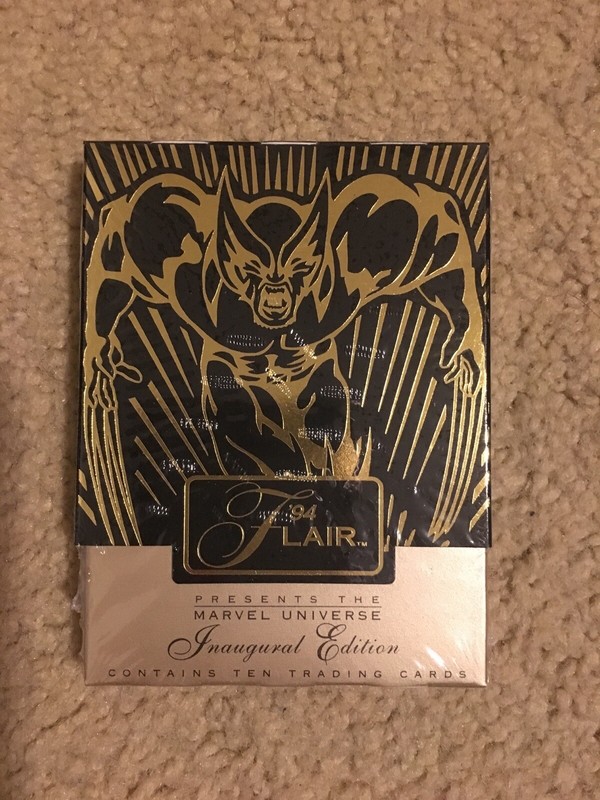 '94
FLAIR™
PRESENTS THE
MARVEL UNIVERSE
Inaugural Edition
CONTAINS TEN TRADING CARDS